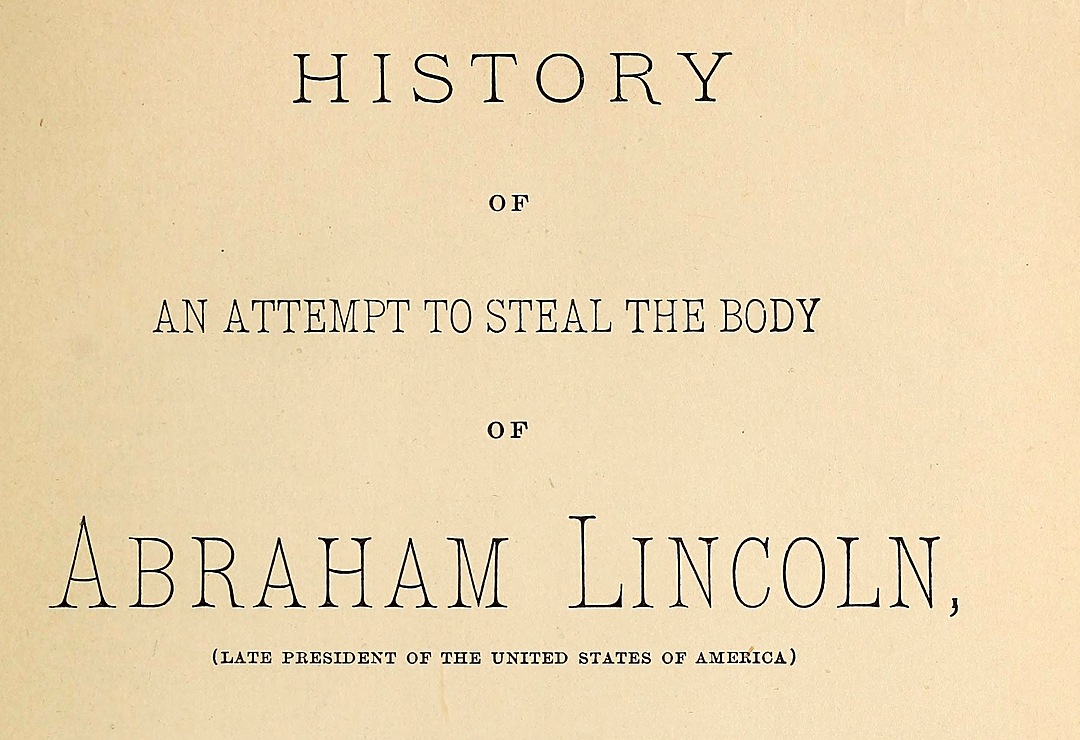 HISTORY
OF
AN ATTEMPT TO STEAL THE BODY
OF
ABRAHAM LINCOLN,
(LATE PRESIDENT OF THE UNITED STATES OF AMERICA)